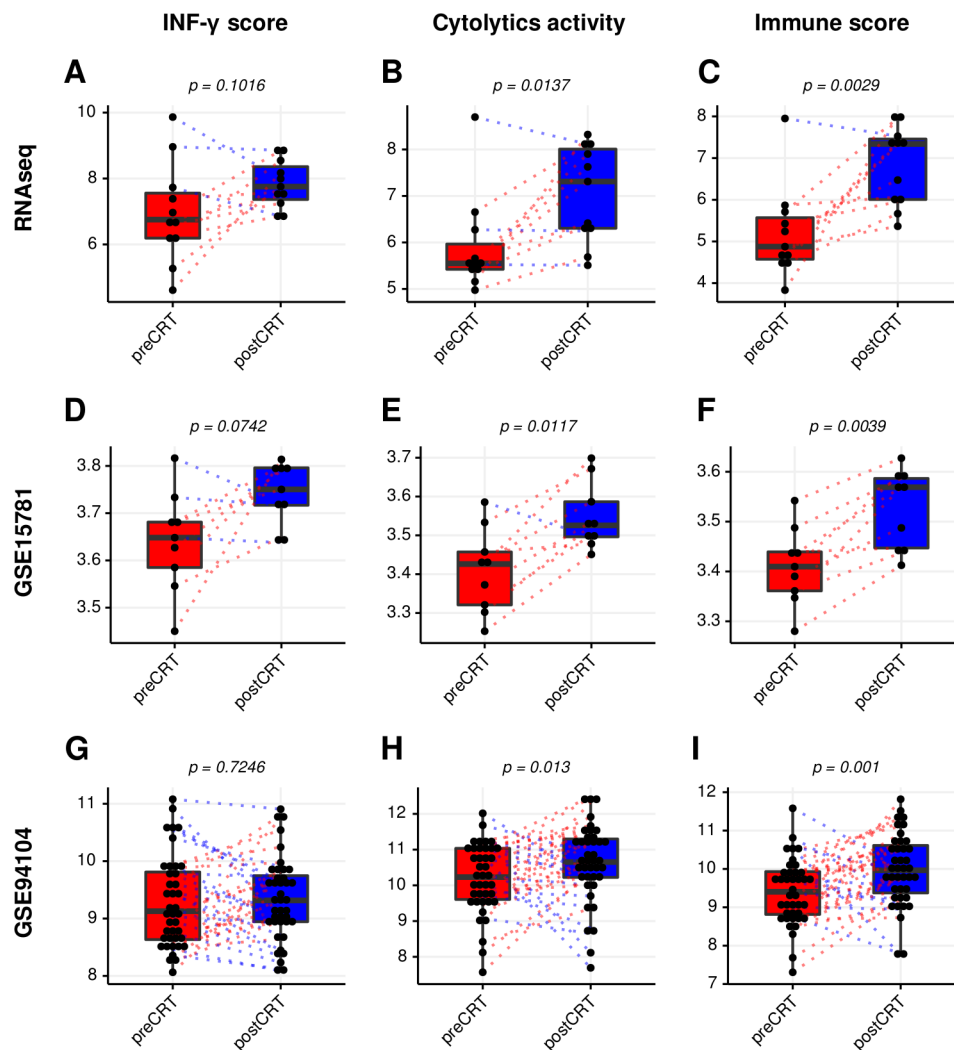 INF-γ score
Cytolytics activity
Immune score
RNAseq
A
p = 0.1016
10
8
6
preCRT
postCRT
B
p = 0.0137
8
7
6
5
preCRT
postCRT
C
p = 0.0029
8
7
6
5
4
preCRT
postCRT
GSE15781
D
p = 0.0742
3.8
3.7
3.6
3.5
preCRT
postCRT
E
p = 0.0117
3.7
3.6
3.5
3.4
3.3
preCRT
postCRT
F
p = 0.0039
3.6
3.5
3.4
3.3
preCRT
postCRT
GSE94104
G
p = 0.7246
11
10
9
8
preCRT
postCRT
H
p = 0.013
12
11
10
9
8
preCRT
postCRT
I
p = 0.001
12
11
10
9
8
7
preCRT
postCRT